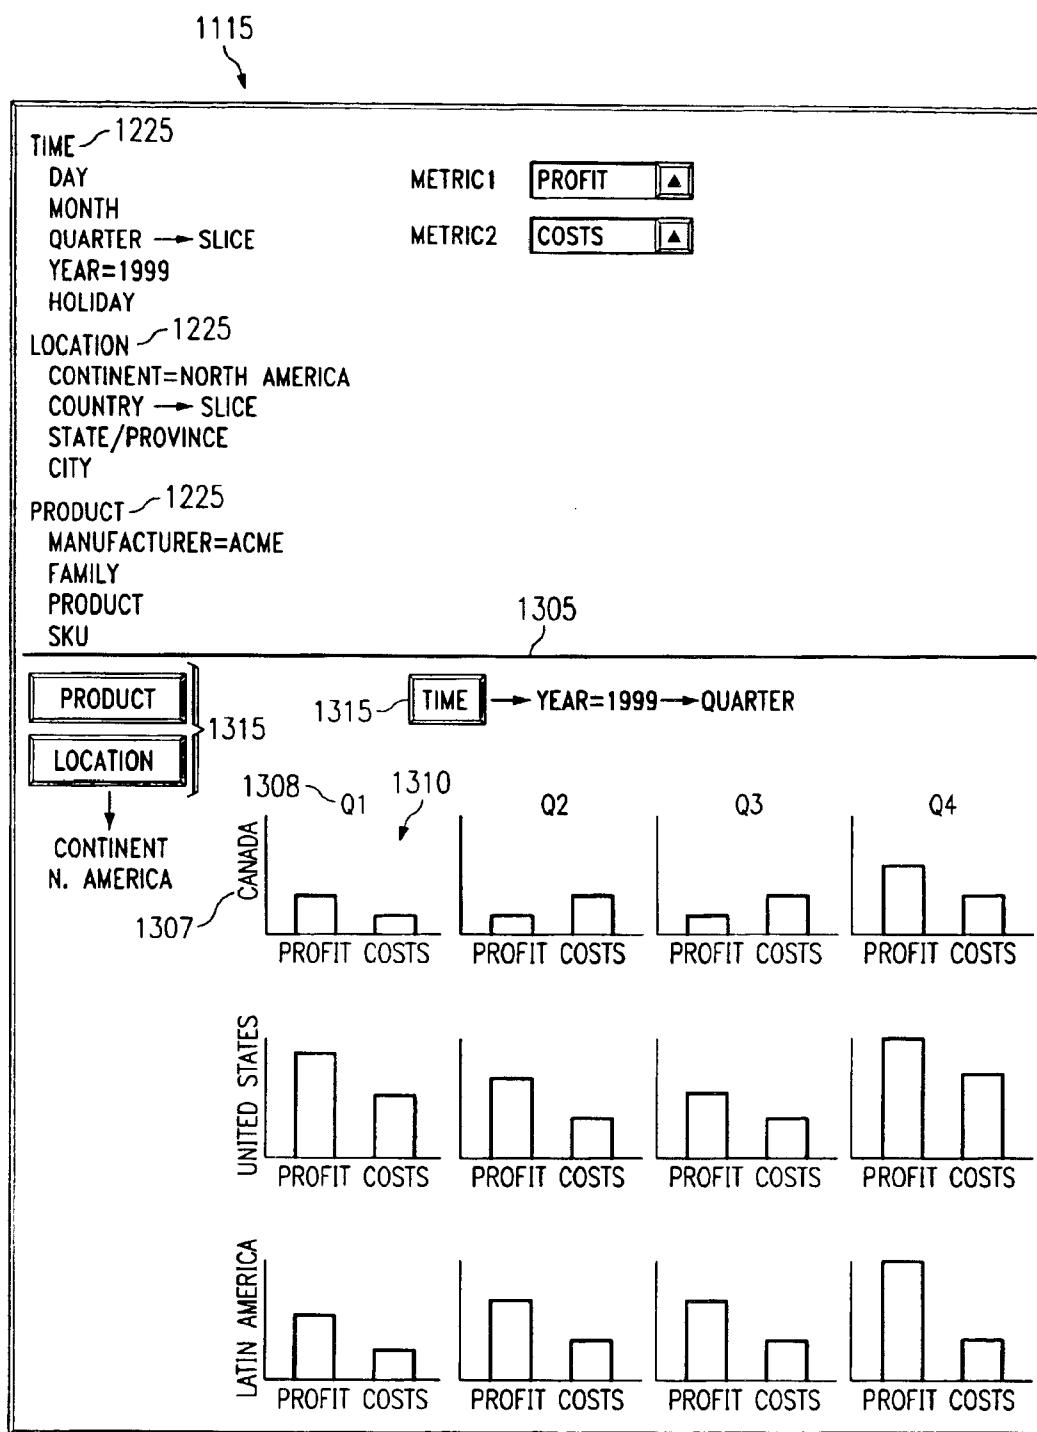 1115
TIME 1225
DAY
MONTH
QUARTER → SLICE
YEAR=1999
HOLIDAY
METRIC1 PROFIT ▲
METRIC2 COSTS ▲
LOCATION 1225
CONTINENT=NORTH AMERICA
COUNTRY → SLICE
STATE/PROVINCE
CITY
PRODUCT 1225
MANUFACTURER=ACME
FAMILY
PRODUCT
SKU
1305
PRODUCT
LOCATION
1315
CONTINENT
N. AMERICA
1315 TIME → YEAR=1999 → QUARTER
1308 Q1 1310 Q2 Q3 Q4
CANADA
1307
PROFIT COSTS PROFIT COSTS PROFIT COSTS PROFIT COSTS
UNITED STATES
PROFIT COSTS PROFIT COSTS PROFIT COSTS PROFIT COSTS
LATIN AMERICA
PROFIT COSTS PROFIT COSTS PROFIT COSTS PROFIT COSTS